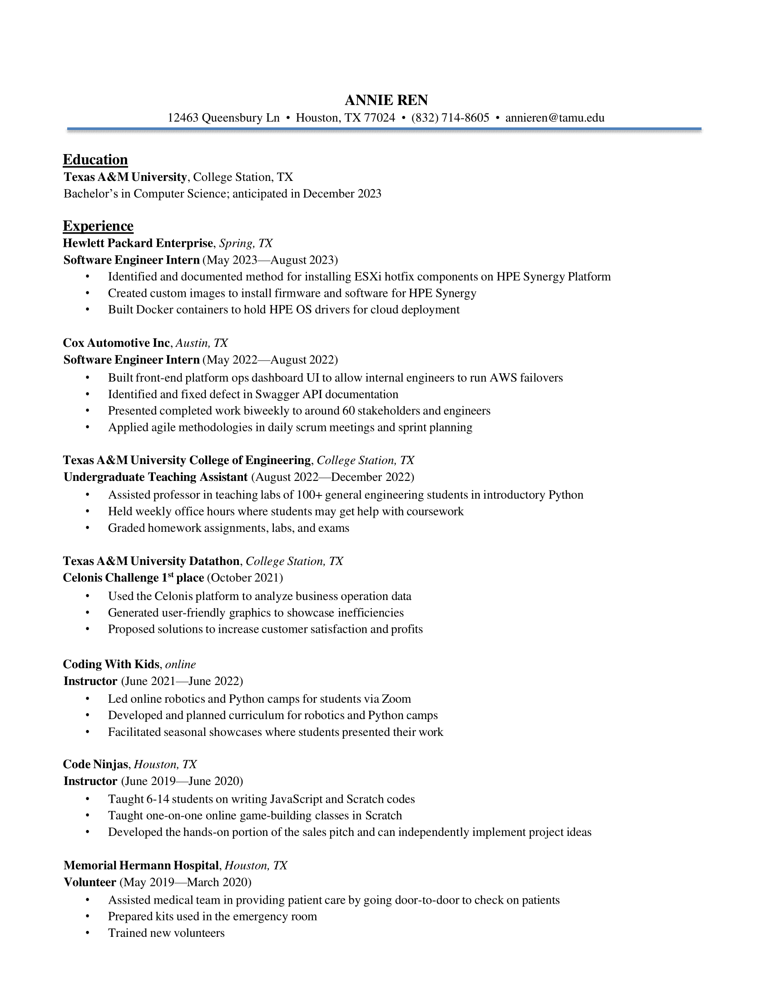 ANNIE REN
12463 Queensbury Ln • Houston, TX 77024 • (832) 714-8605 • annieren@tamu.edu
Education
Texas A&M University, College Station, TX
Bachelor’s in Computer Science; anticipated in December 2023
Experience
Hewlett Packard Enterprise, Spring, TX
Software Engineer Intern (May 2023—August 2023)
• Identified and documented method for installing ESXi hotfix components on HPE Synergy Platform
• Created custom images to install firmware and software for HPE Synergy
• Built Docker containers to hold HPE OS drivers for cloud deployment
Cox Automotive Inc, Austin, TX
Software Engineer Intern (May 2022—August 2022)
• Built front-end platform ops dashboard UI to allow internal engineers to run AWS failovers
• Identified and fixed defect in Swagger API documentation
• Presented completed work biweekly to around 60 stakeholders and engineers
• Applied agile methodologies in daily scrum meetings and sprint planning
Texas A&M University College of Engineering, College Station, TX
Undergraduate Teaching Assistant (August 2022—December 2022)
• Assisted professor in teaching labs of 100+ general engineering students in introductory Python
• Held weekly office hours where students may get help with coursework
• Graded homework assignments, labs, and exams
Texas A&M University Datathon, College Station, TX
Celonis Challenge 1st place (October 2021)
• Used the Celonis platform to analyze business operation data
• Generated user-friendly graphics to showcase inefficiencies
• Proposed solutions to increase customer satisfaction and profits
Coding With Kids, online
Instructor (June 2021—June 2022)
• Led online robotics and Python camps for students via Zoom
• Developed and planned curriculum for robotics and Python camps
• Facilitated seasonal showcases where students presented their work
Code Ninjas, Houston, TX
Instructor (June 2019—June 2020)
• Taught 6-14 students on writing JavaScript and Scratch codes
• Taught one-on-one online game-building classes in Scratch
• Developed the hands-on portion of the sales pitch and can independently implement project ideas
Memorial Hermann Hospital, Houston, TX
Volunteer (May 2019—March 2020)
• Assisted medical team in providing patient care by going door-to-door to check on patients
• Prepared kits used in the emergency room
• Trained new volunteers